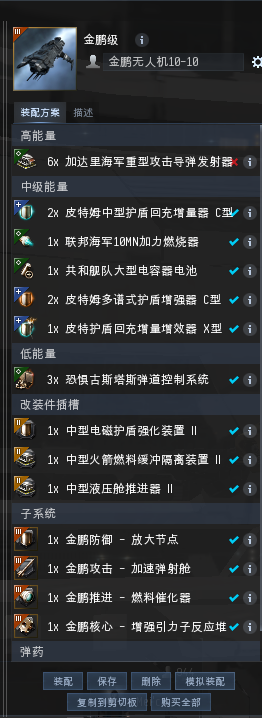 金鹏级
金鹏无人机10-10
装配方案 描述
高能量
6x 加达里海军重型攻击导弹发射器
中级能量
2x 皮特姆中型护盾回充增量器 C型
1x 联邦海军10MN加力燃烧器
1x 共和舰队大型电容器电池
2x 皮特姆多谱式护盾增强器 C型
1x 皮特护盾回充增量增效器 X型
低能量
3x 恐惧古斯塔斯弹道控制系统
改装件插槽
1x 中型电磁护盾强化装置 II
1x 中型火箭燃料缓冲隔离装置 II
1x 中型液压舱推进器 II
子系统
1x 金鹏防御 - 放大节点
1x 金鹏攻击 - 加速弹射舱
1x 金鹏推进 - 燃料催化器
1x 金鹏核心 - 增强引力子反应堆
弹药
装配 保存 删除 模拟装配
复制到剪切板 购买全部